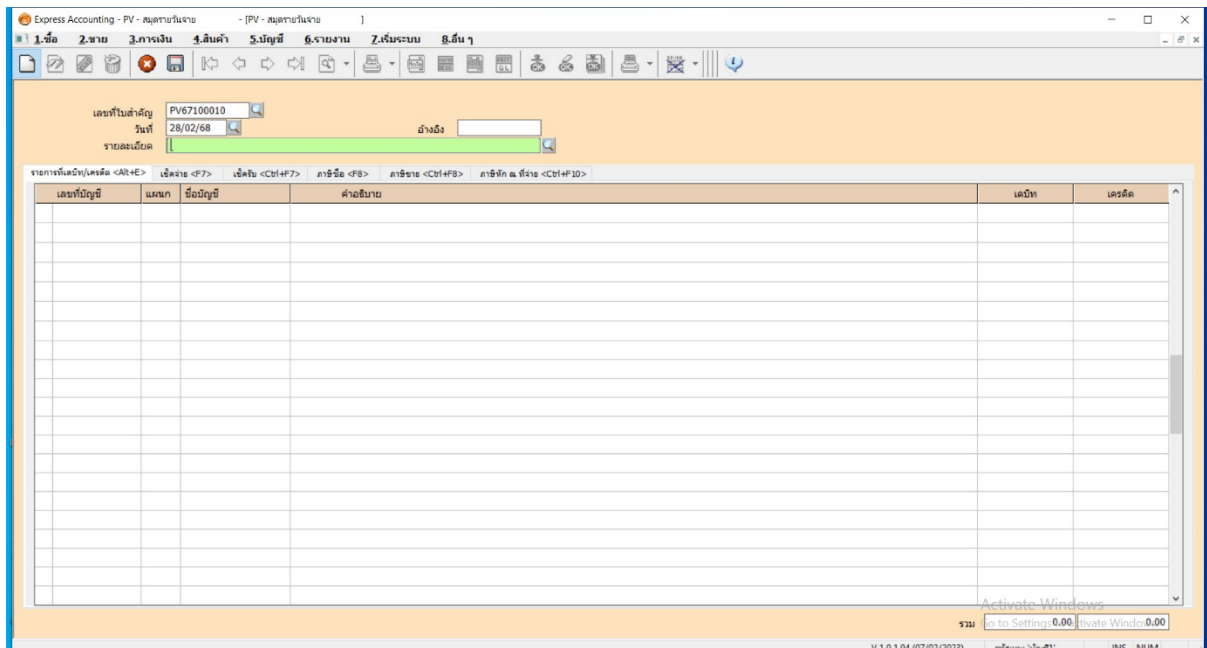 Express Accounting - PV - สมุดรายวันจ่าย - [PV - สมุดรายวันจ่าย ]
1.ซื้อ 2.ขาย 3.การเงิน 4.สินค้า 5.บัญชี 6.รายงาน 7.เริ่มระบบ 8.อื่น ๆ
เลขที่ใบสำคัญ PV67100010
วันที่ 28/02/68 อ้างอิง
รายละเอียด
รายการที่เดบิท/เครดิต <Alt+E> เช็คจ่าย <F7> เช็ครับ <Ctrl+F7> ภาษีซื้อ <F8> ภาษีขาย <Ctrl+F8> ภาษีหัก ณ ที่จ่าย <Ctrl+F10>
เลขที่บัญชี แผนก ชื่อบัญชี คำอธิบาย เดบิท เครดิต
Activate Windows
รวม Go to Settings 0.00 activate Windows 0.00
V.1.0.1.94 (07/02/2023) INS NUM